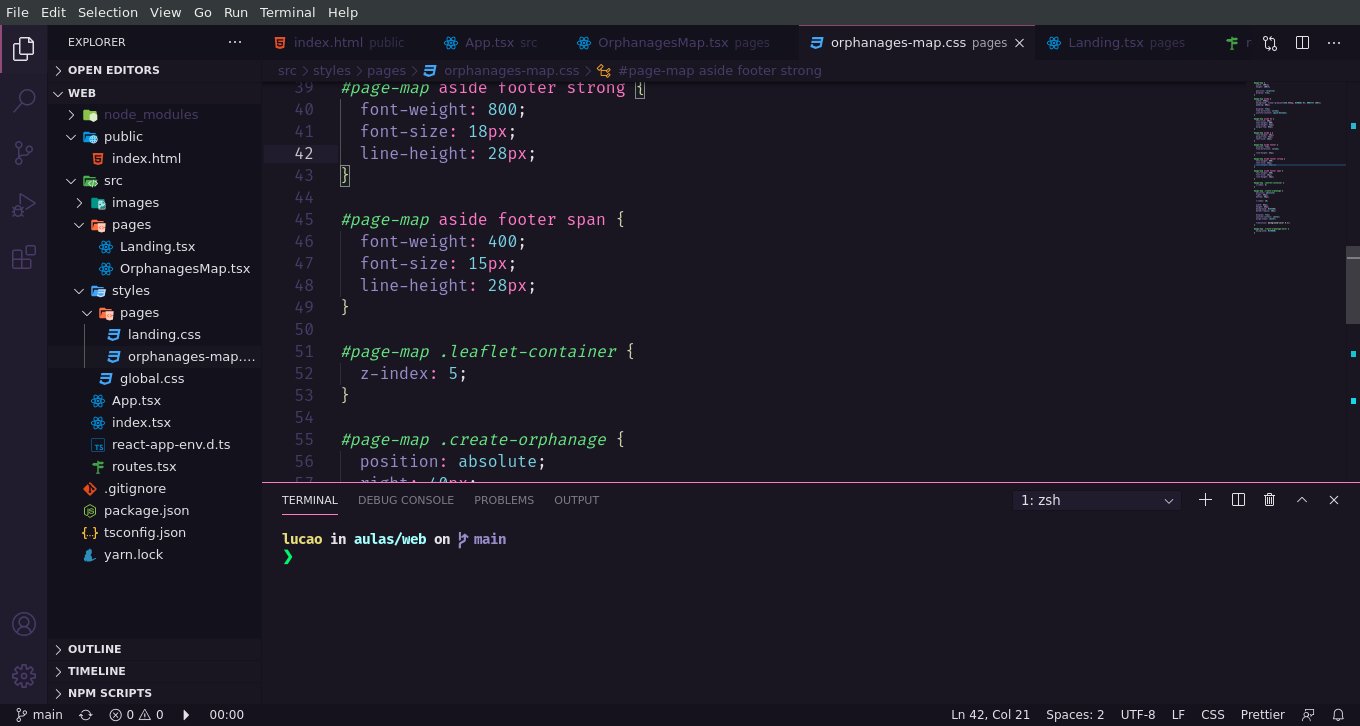 File Edit Selection View Go Run Terminal Help
EXPLORER
OPEN EDITORS
WEB
node_modules
public
index.html
src
images
pages
Landing.tsx
OrphanagesMap.tsx
styles
pages
landing.css
orphanages-map....
global.css
App.tsx
index.tsx
react-app-env.d.ts
routes.tsx
.gitignore
package.json
tsconfig.json
yarn.lock
OUTLINE
TIMELINE
NPM SCRIPTS
index.html public App.tsx src OrphanagesMap.tsx pages orphanages-map.css pages Landing.tsx pages r
src styles pages orphanages-map.css #page-map aside footer strong
39 #page-map aside footer strong {
40 font-weight: 800;
41 font-size: 18px;
42 line-height: 28px;
43 }
44
45 #page-map aside footer span {
46 font-weight: 400;
47 font-size: 15px;
48 line-height: 28px;
49 }
50
51 #page-map .leaflet-container {
52 z-index: 5;
53 }
54
55 #page-map .create-orphanage {
56 position: absolute;
57 right: 40px;
TERMINAL DEBUG CONSOLE PROBLEMS OUTPUT 1: zsh
lucao in aulas/web on main
❯
main 0 0 00:00 Ln 42, Col 21 Spaces: 2 UTF-8 LF CSS Prettier